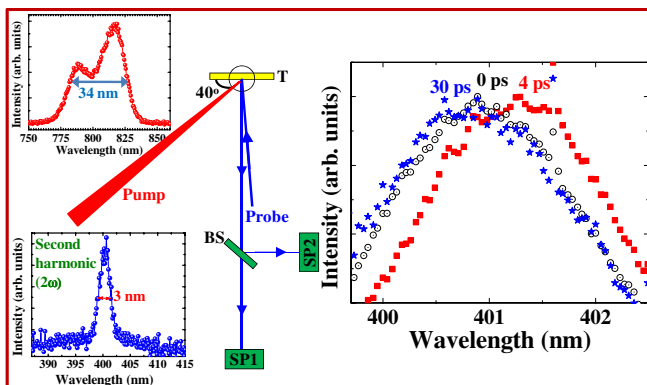 Intensity (arb. units)
34 nm
750 775 800 825 850
Wavelength (nm)
40°
T
Pump
Probe
BS
SP2
SP1
Intensity (arb. units)
Second
harmonic
(2ω)
3 nm
390 395 400 405 410 415
Wavelength (nm)
Intensity (arb. units)
30 ps
0 ps
4 ps
400 401 402
Wavelength (nm)